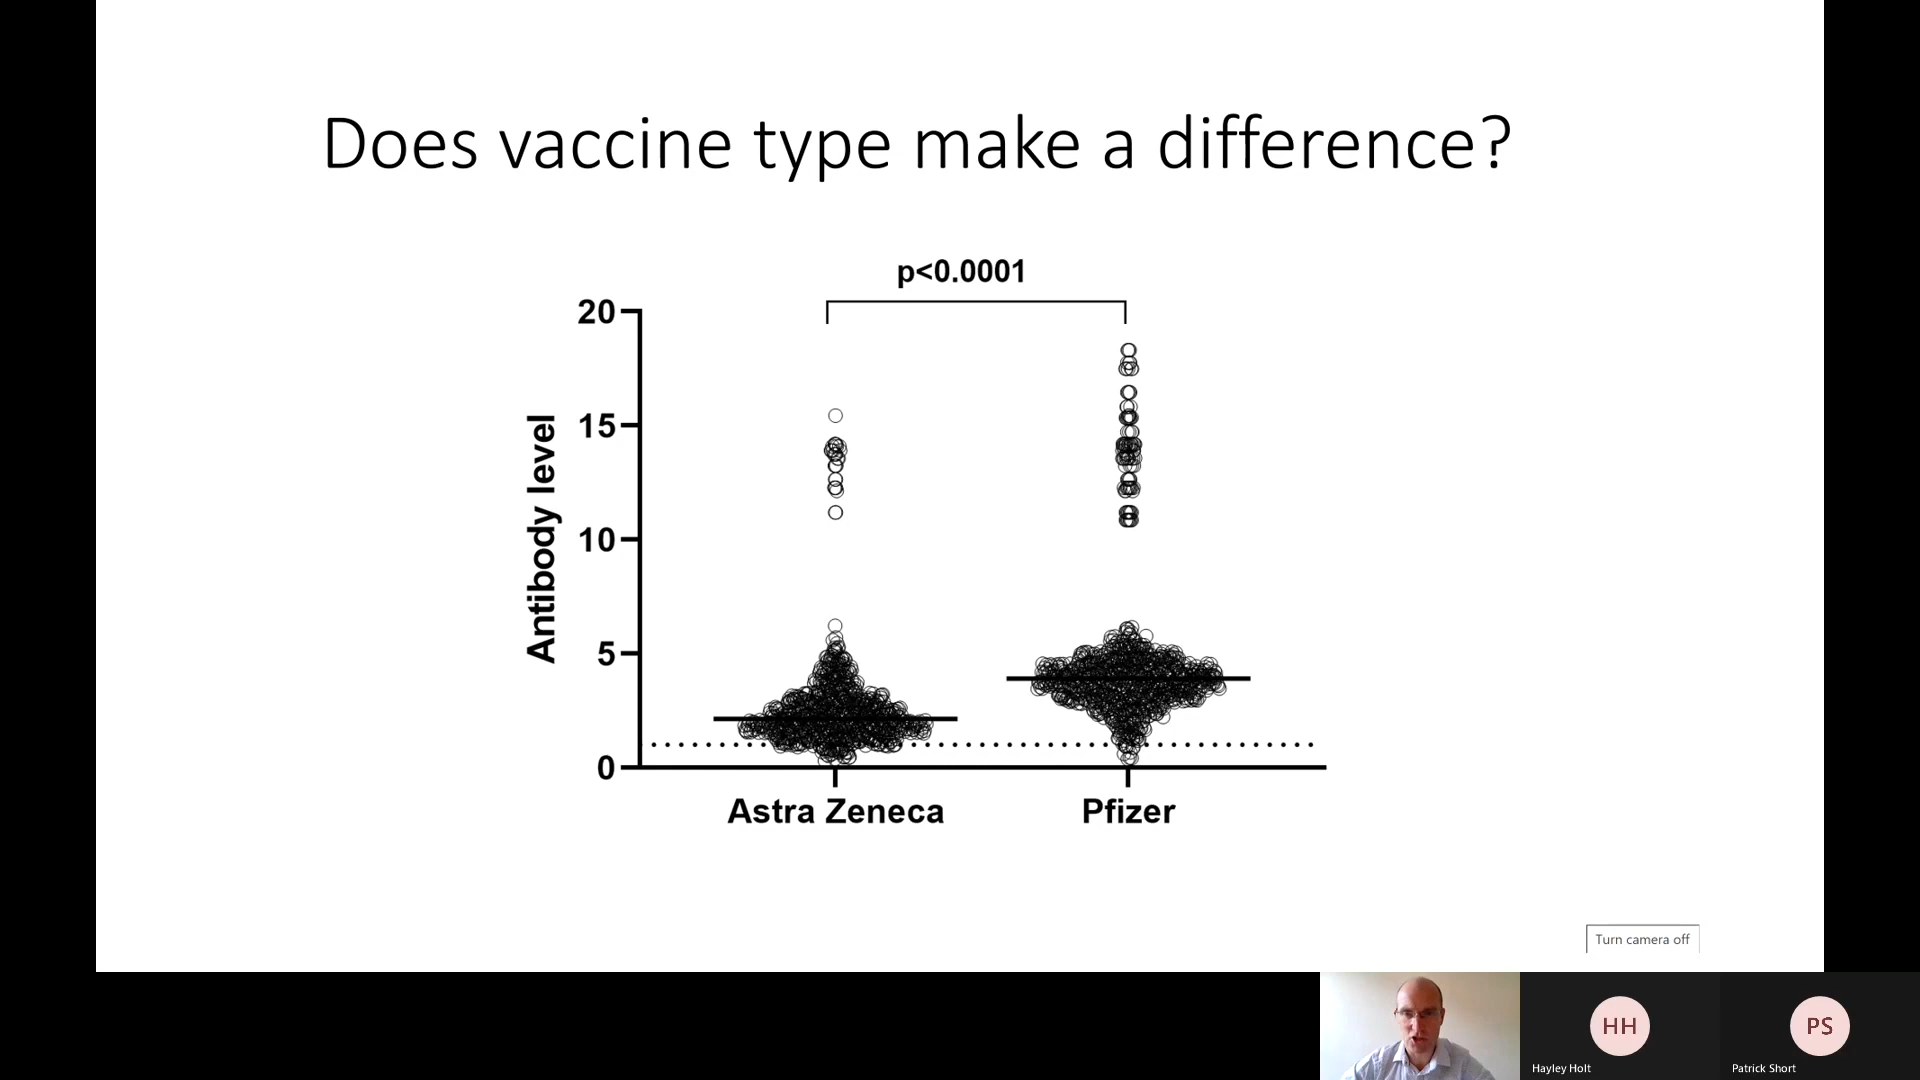 Does vaccine type make a difference?
p<0.0001
20
15
10
5
0
Antibody level
Astra Zeneca
Pfizer
Turn camera off
HH
Hayley Holt
PS
Patrick Short